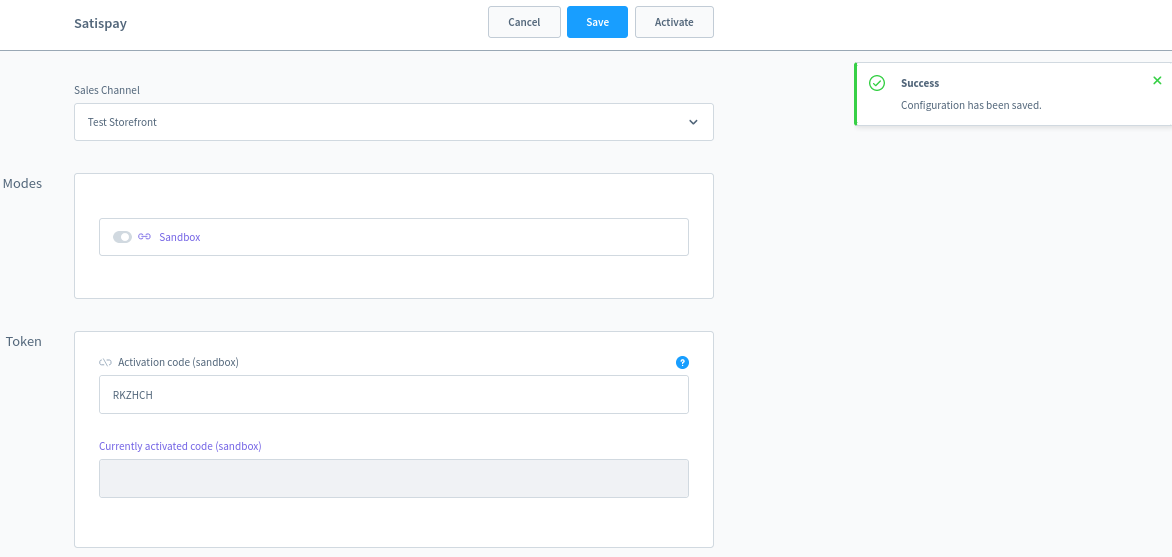 Satispay
Cancel
Save
Activate
Success
Configuration has been saved.
Sales Channel
Test Storefront
Modes
Sandbox
Token
Activation code (sandbox)
?
RKZHCH
Currently activated code (sandbox)